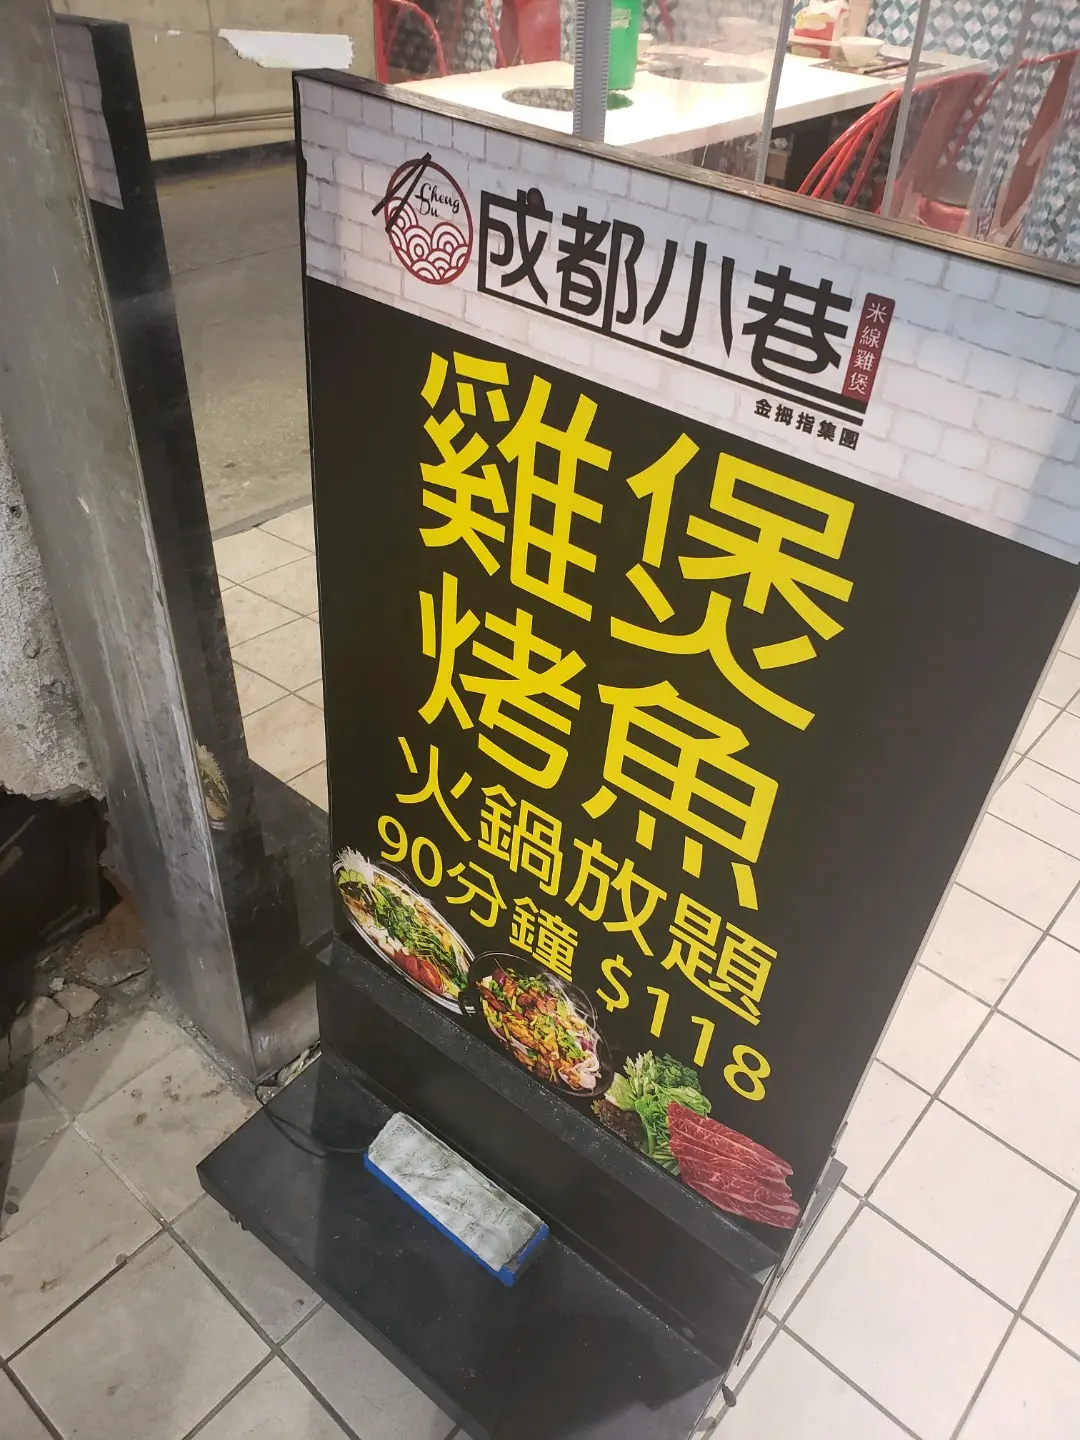 Cheng
Du
成都小巷
米線雞煲
金拇指集團
雞煲
烤魚
火鍋放題
90分鐘 $118